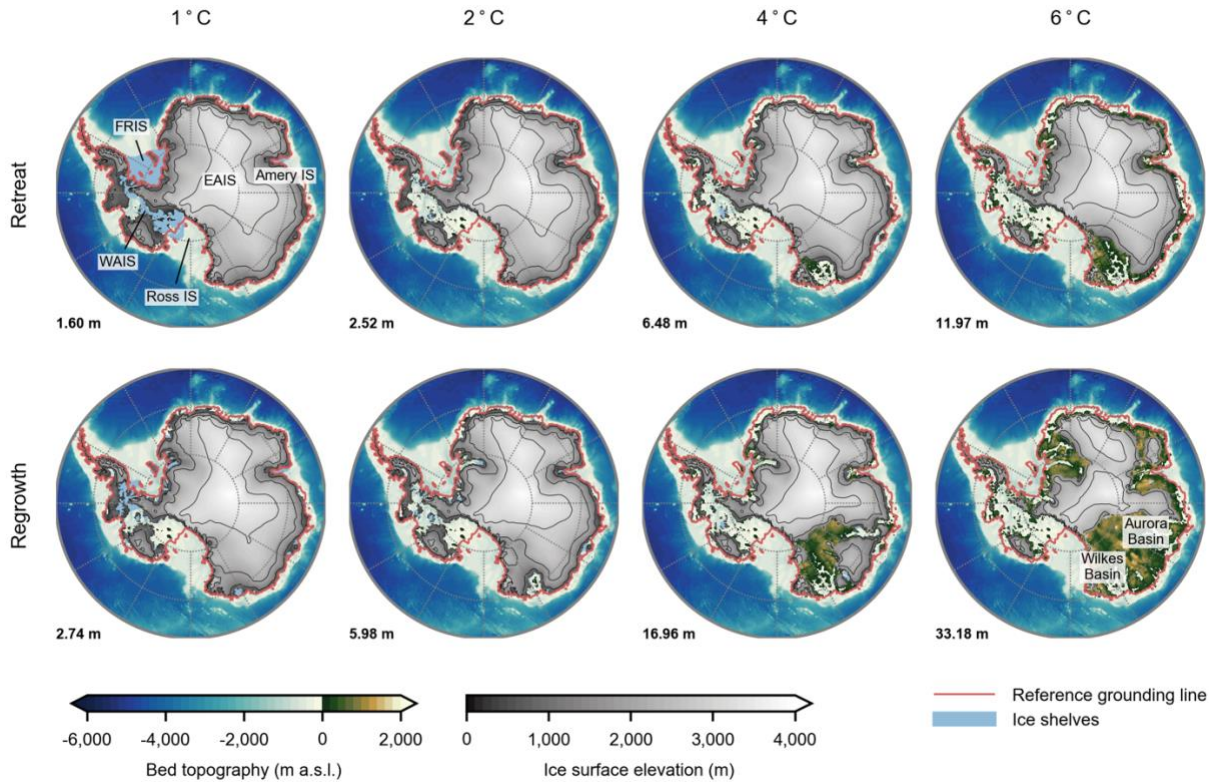 1°C
2°C
4°C
6°C
Retreat
FRIS
EAIS
Amery IS
WAIS
Ross IS
1.60 m
2.52 m
6.48 m
11.97 m
Regrowth
Aurora
Basin
Wilkes
Basin
2.74 m
5.98 m
16.96 m
33.18 m
-6,000
-4,000
-2,000
0
2,000
Bed topography (m a.s.l.)
0
1,000
2,000
3,000
4,000
Ice surface elevation (m)
Reference grounding line
Ice shelves